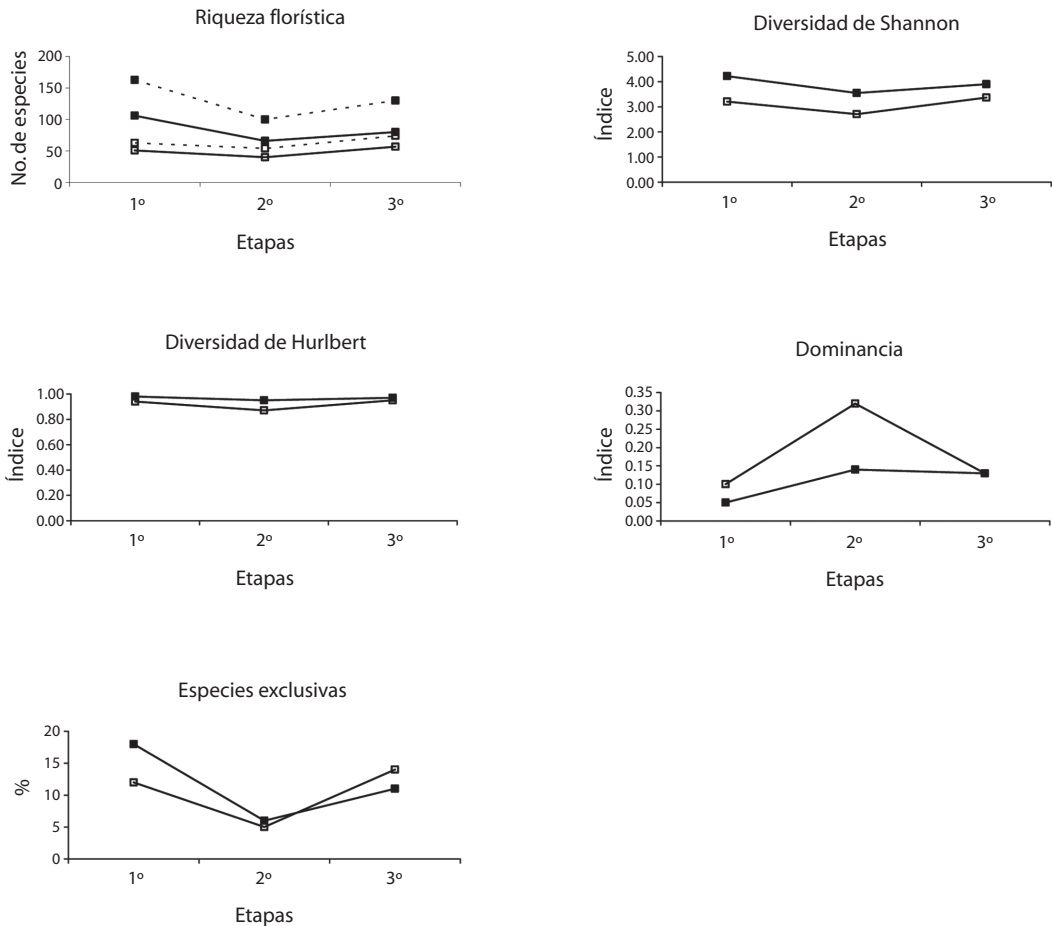 Riqueza florística
No. de especies
200
150
100
50
0
1º 2º 3º
Etapas
Diversidad de Shannon
Índice
5.00
4.00
3.00
2.00
1.00
0.00
1º 2º 3º
Etapas
Diversidad de Hurlbert
Índice
1.00
0.80
0.60
0.40
0.20
0.00
1º 2º 3º
Etapas
Dominancia
Índice
0.35
0.30
0.25
0.20
0.15
0.10
0.05
0.00
1º 2º 3º
Etapas
Especies exclusivas
%
20
15
10
5
0
1º 2º 3º
Etapas